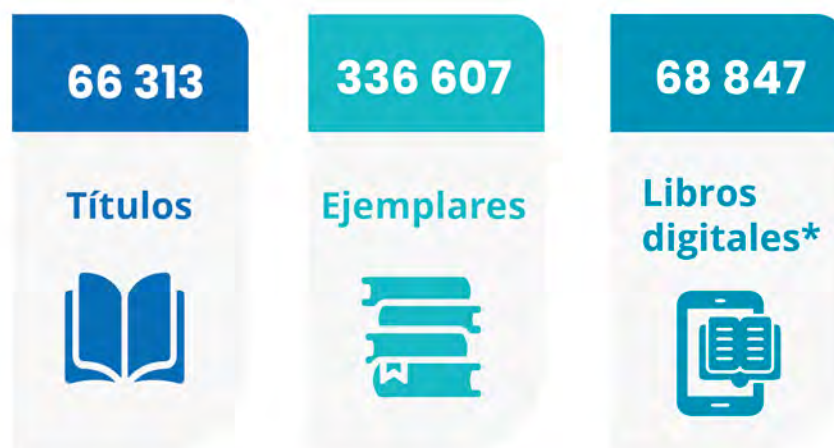 66 313
Títulos
336 607
Ejemplares
68 847
Libros
digitales*